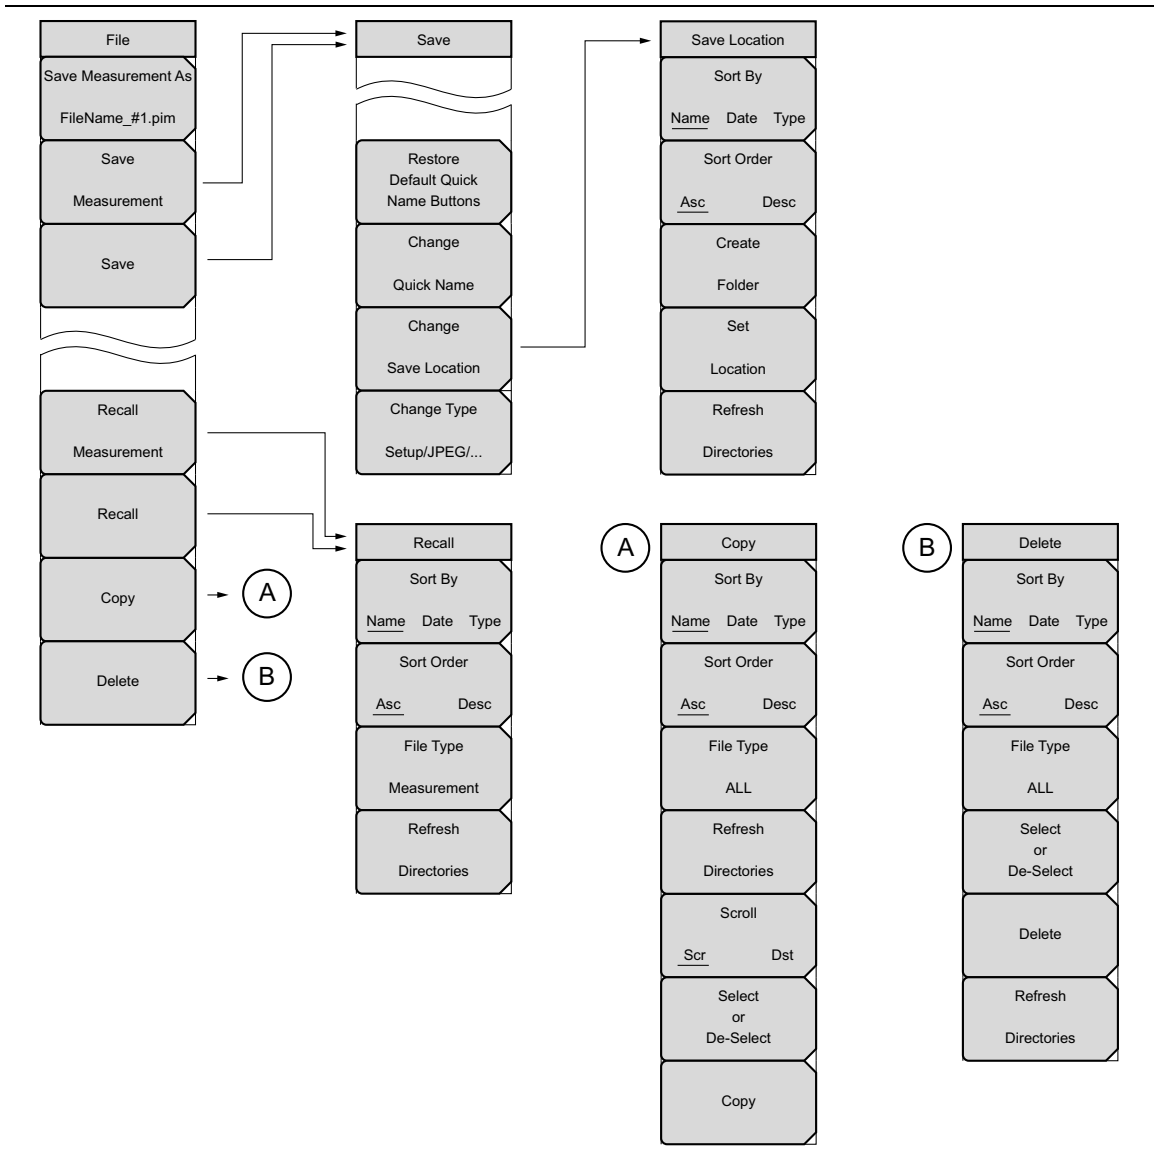 File
Save Measurement As
FileName_#1.pim
Save
Measurement
Save
Recall
Measurement
Recall
Copy
A
Delete
B
Save
Restore
Default Quick
Name Buttons
Change
Quick Name
Change
Save Location
Change Type
Setup/JPEG/...
Save Location
Sort By
Name Date Type
Sort Order
Asc Desc
Create
Folder
Set
Location
Refresh
Directories
Recall
Sort By
Name Date Type
Sort Order
Asc Desc
File Type
Measurement
Refresh
Directories
A
Copy
Sort By
Name Date Type
Sort Order
Asc Desc
File Type
ALL
Refresh
Directories
Scroll
Scr Dst
Select
or
De-Select
Copy
B
Delete
Sort By
Name Date Type
Sort Order
Asc Desc
File Type
ALL
Select
or
De-Select
Delete
Refresh
Directories